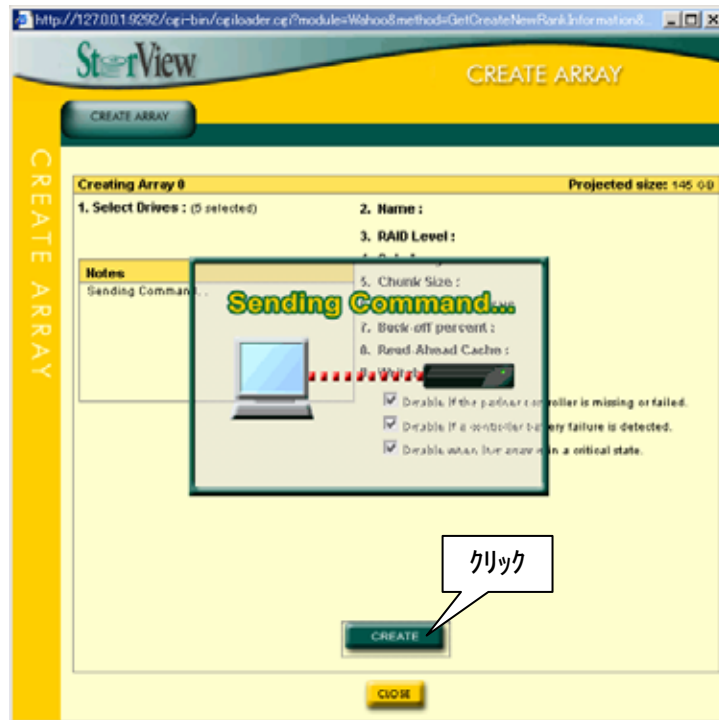 http://127.0.0.1:9292/cgi-bin/cgiloader.cgi?module=Wahoo&method=GetCreateNewRankInformation&
StorView
CREATE ARRAY
CREATE ARRAY
CREATE ARRAY
Creating Array 0
Projected size: 145 GB
1. Select Drives : (5 selected)
2. Name :
3. RAID Level :
Notes
Sending Command...
5. Chunk Size :
Sending Command...
7. Back-off percent :
8. Read-Ahead Cache :
Disable if the partner controller is missing or failed.
Disable if a controller battery failure is detected.
Disable when the array is in a critical state.
ｸﾘｯｸ
CREATE
CLOSE